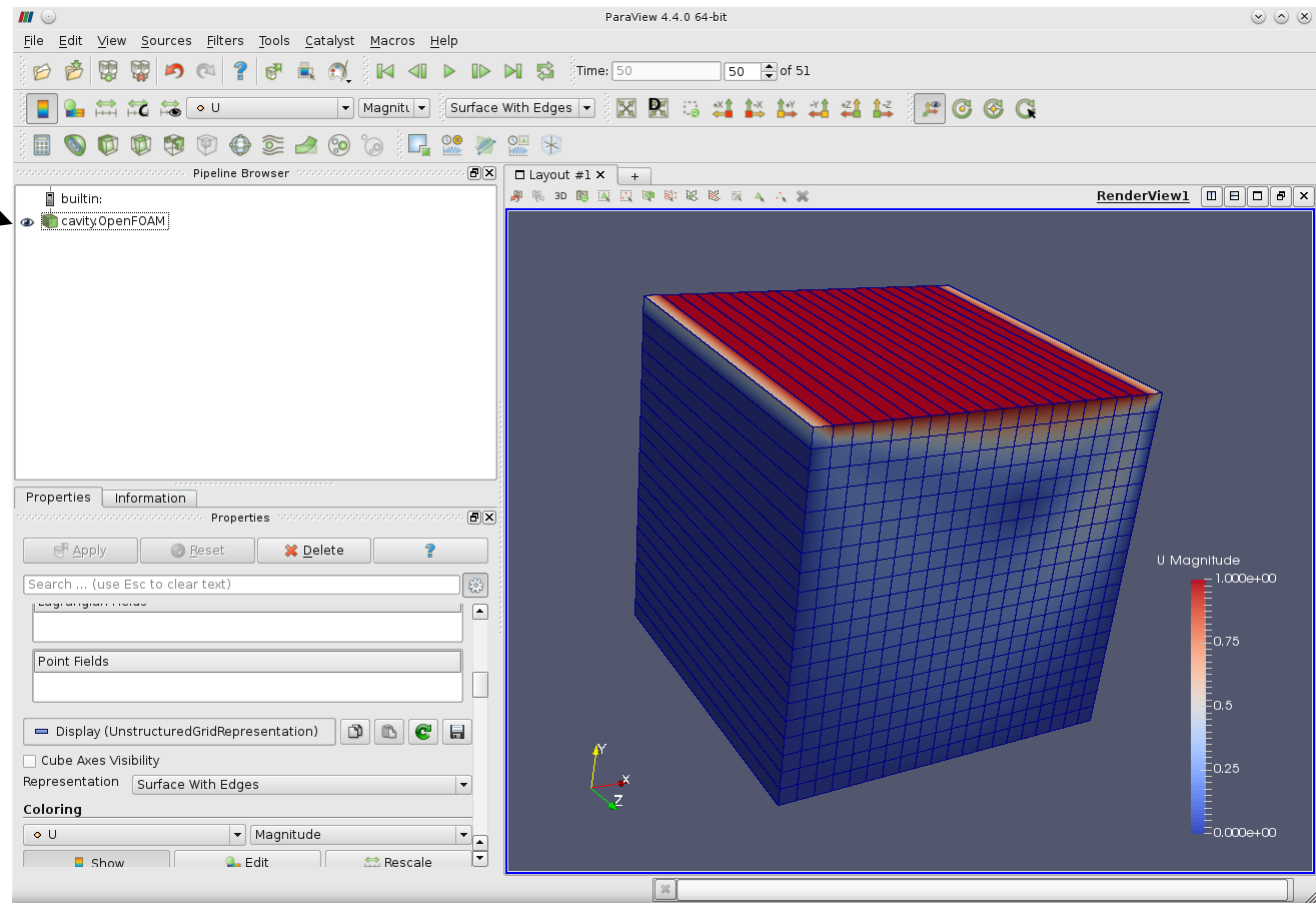 ParaView 4.4.0 64-bit
File Edit View Sources Filters Tools Catalyst Macros Help
Time: 50 50 of 51
U Magnitu Surface With Edges
Pipeline Browser
Layout #1
builtin:
3D RenderView1
cavity.OpenFOAM
Properties Information
Properties
Apply Reset Delete ?
Search ... (use Esc to clear text)
Lagrangian Fields
Point Fields
Display (UnstructuredGridRepresentation)
Cube Axes Visibility
Representation Surface With Edges
Coloring
U Magnitude
Show Edit Rescale
U Magnitude
1.000e+00
0.75
0.5
0.25
0.000e+00
Y
X
Z